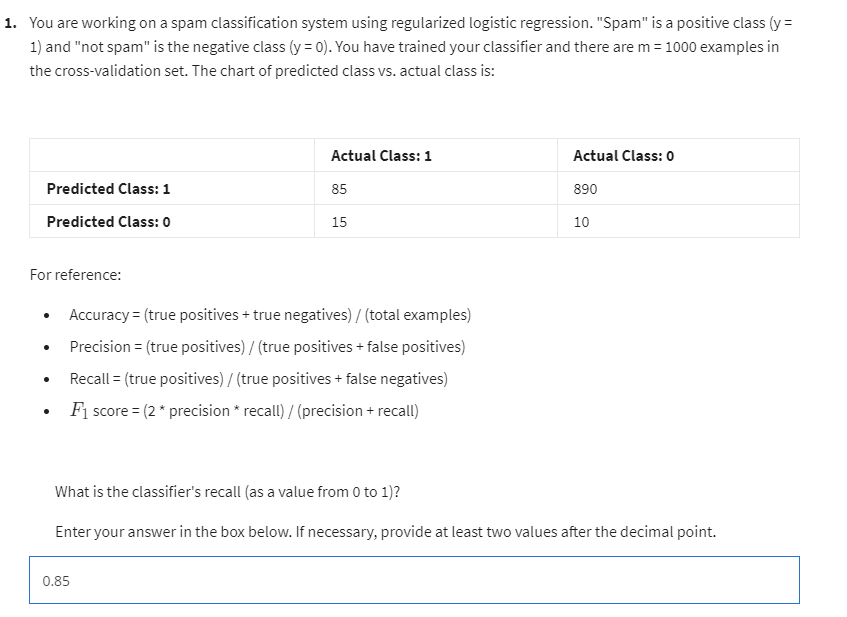 1. You are working on a spam classification system using regularized logistic regression. "Spam" is a positive class (y =
1) and "not spam" is the negative class (y = 0). You have trained your classifier and there are m = 1000 examples in
the cross-validation set. The chart of predicted class vs. actual class is:
Actual Class: 1 Actual Class: 0
Predicted Class: 1 85 890
Predicted Class: 0 15 10
For reference:
• Accuracy = (true positives + true negatives) / (total examples)
• Precision = (true positives) / (true positives + false positives)
• Recall = (true positives) / (true positives + false negatives)
• F₁ score = (2 * precision * recall) / (precision + recall)
What is the classifier's recall (as a value from 0 to 1)?
Enter your answer in the box below. If necessary, provide at least two values after the decimal point.
0.85